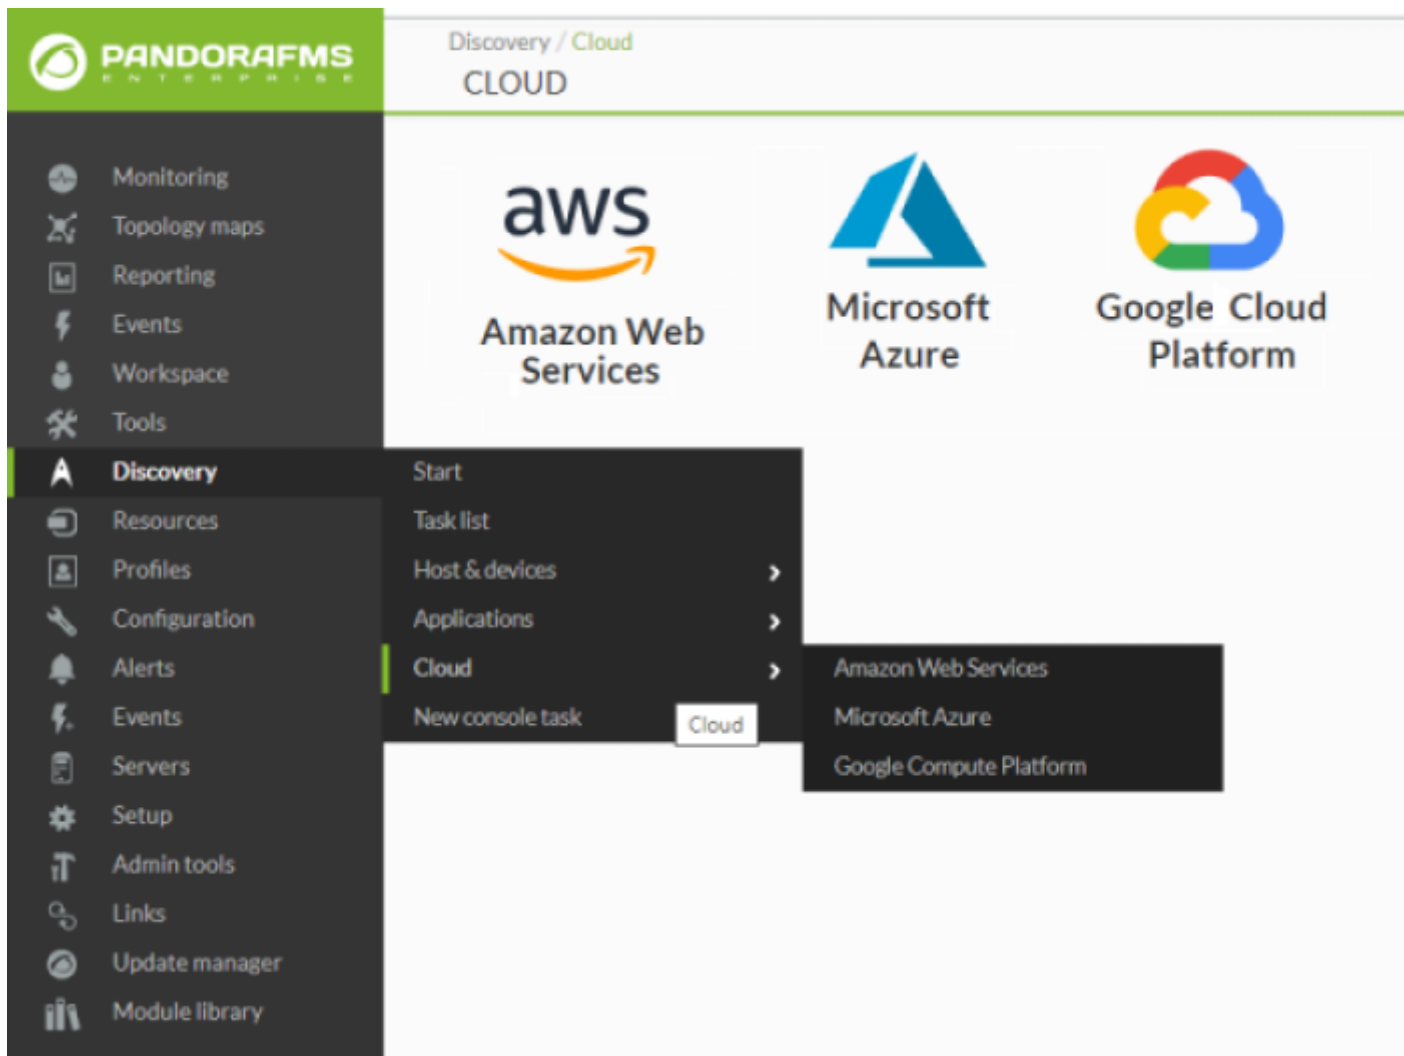 PANDORAFMS
ENTERPRISE
Discovery / Cloud
CLOUD
Monitoring
Topology maps
Reporting
Events
Workspace
Tools
Discovery
Resources
Profiles
Configuration
Alerts
Events
Servers
Setup
Admin tools
Links
Update manager
Module library
aws
Amazon Web
Services
Microsoft
Azure
Google Cloud
Platform
Start
Task list
Host & devices
Applications
Cloud
New console task
Cloud
Amazon Web Services
Microsoft Azure
Google Compute Platform